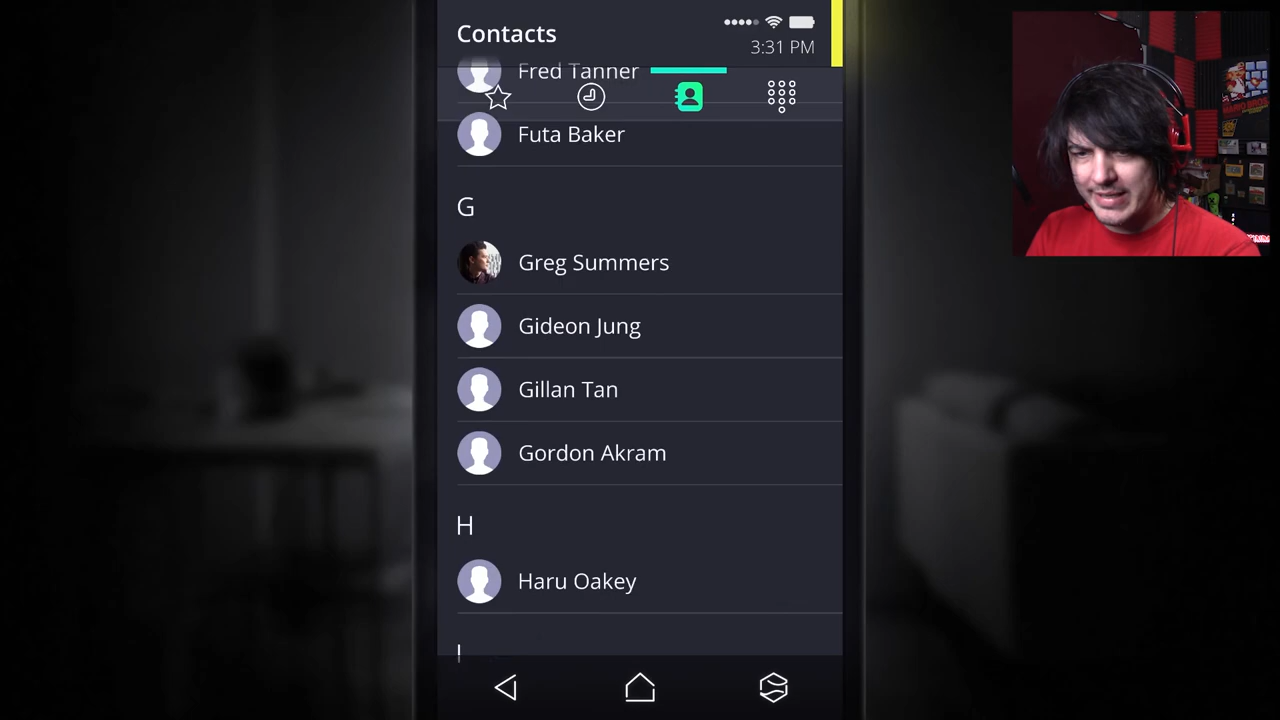 Contacts
3:31 PM
Fred Tanner
Futa Baker
G
Greg Summers
Gideon Jung
Gillan Tan
Gordon Akram
H
Haru Oakey
I